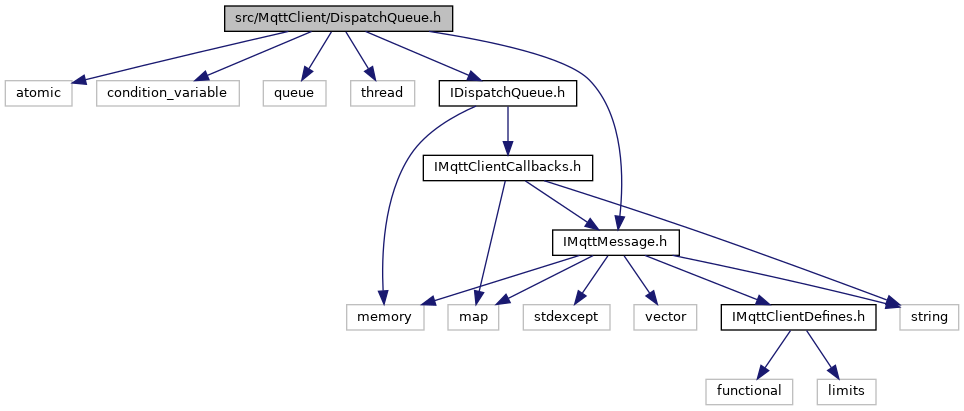 src/MqttClient/DispatchQueue.h
atomic
condition_variable
queue
thread
IDispatchQueue.h
IMqttClientCallbacks.h
IMqttMessage.h
memory
map
stdexcept
vector
IMqttClientDefines.h
string
functional
limits